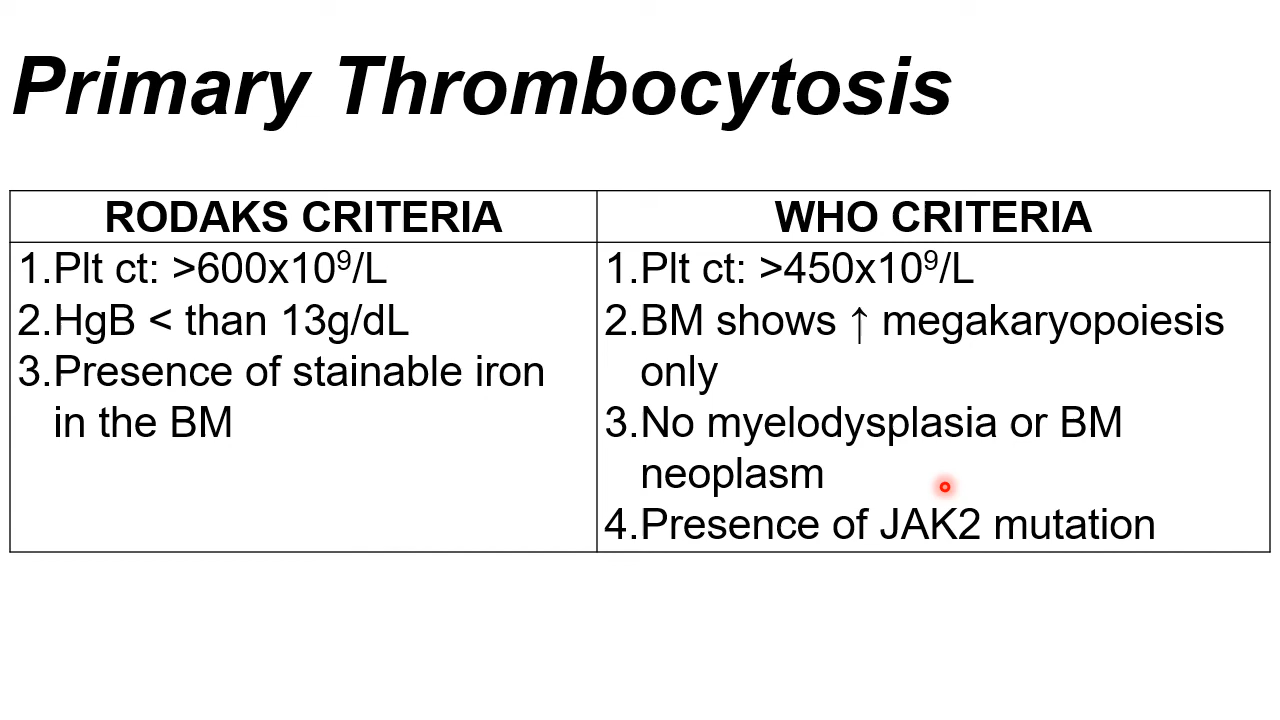 Primary Thrombocytosis
RODAKS CRITERIA
1.Plt ct: >600x10⁹/L
2.HgB < than 13g/dL
3.Presence of stainable iron
in the BM
WHO CRITERIA
1.Plt ct: >450x10⁹/L
2.BM shows ↑ megakaryopoiesis
only
3.No myelodysplasia or BM
neoplasm
4.Presence of JAK2 mutation